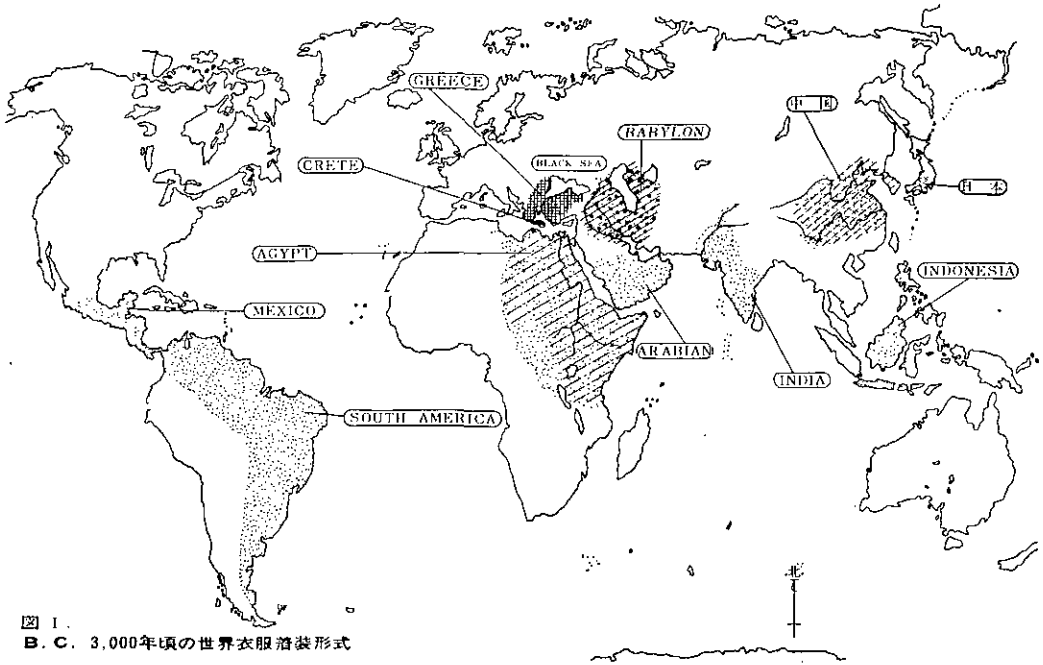 GREECE
BABYLON
中国
BLACK SEA
CRETE
日本
AGYPT
INDONESIA
MEXICO
ARABIAN
INDIA
SOUTH AMERICA
北
図 I.
B. C. 3,000年頃の世界衣服着装形式